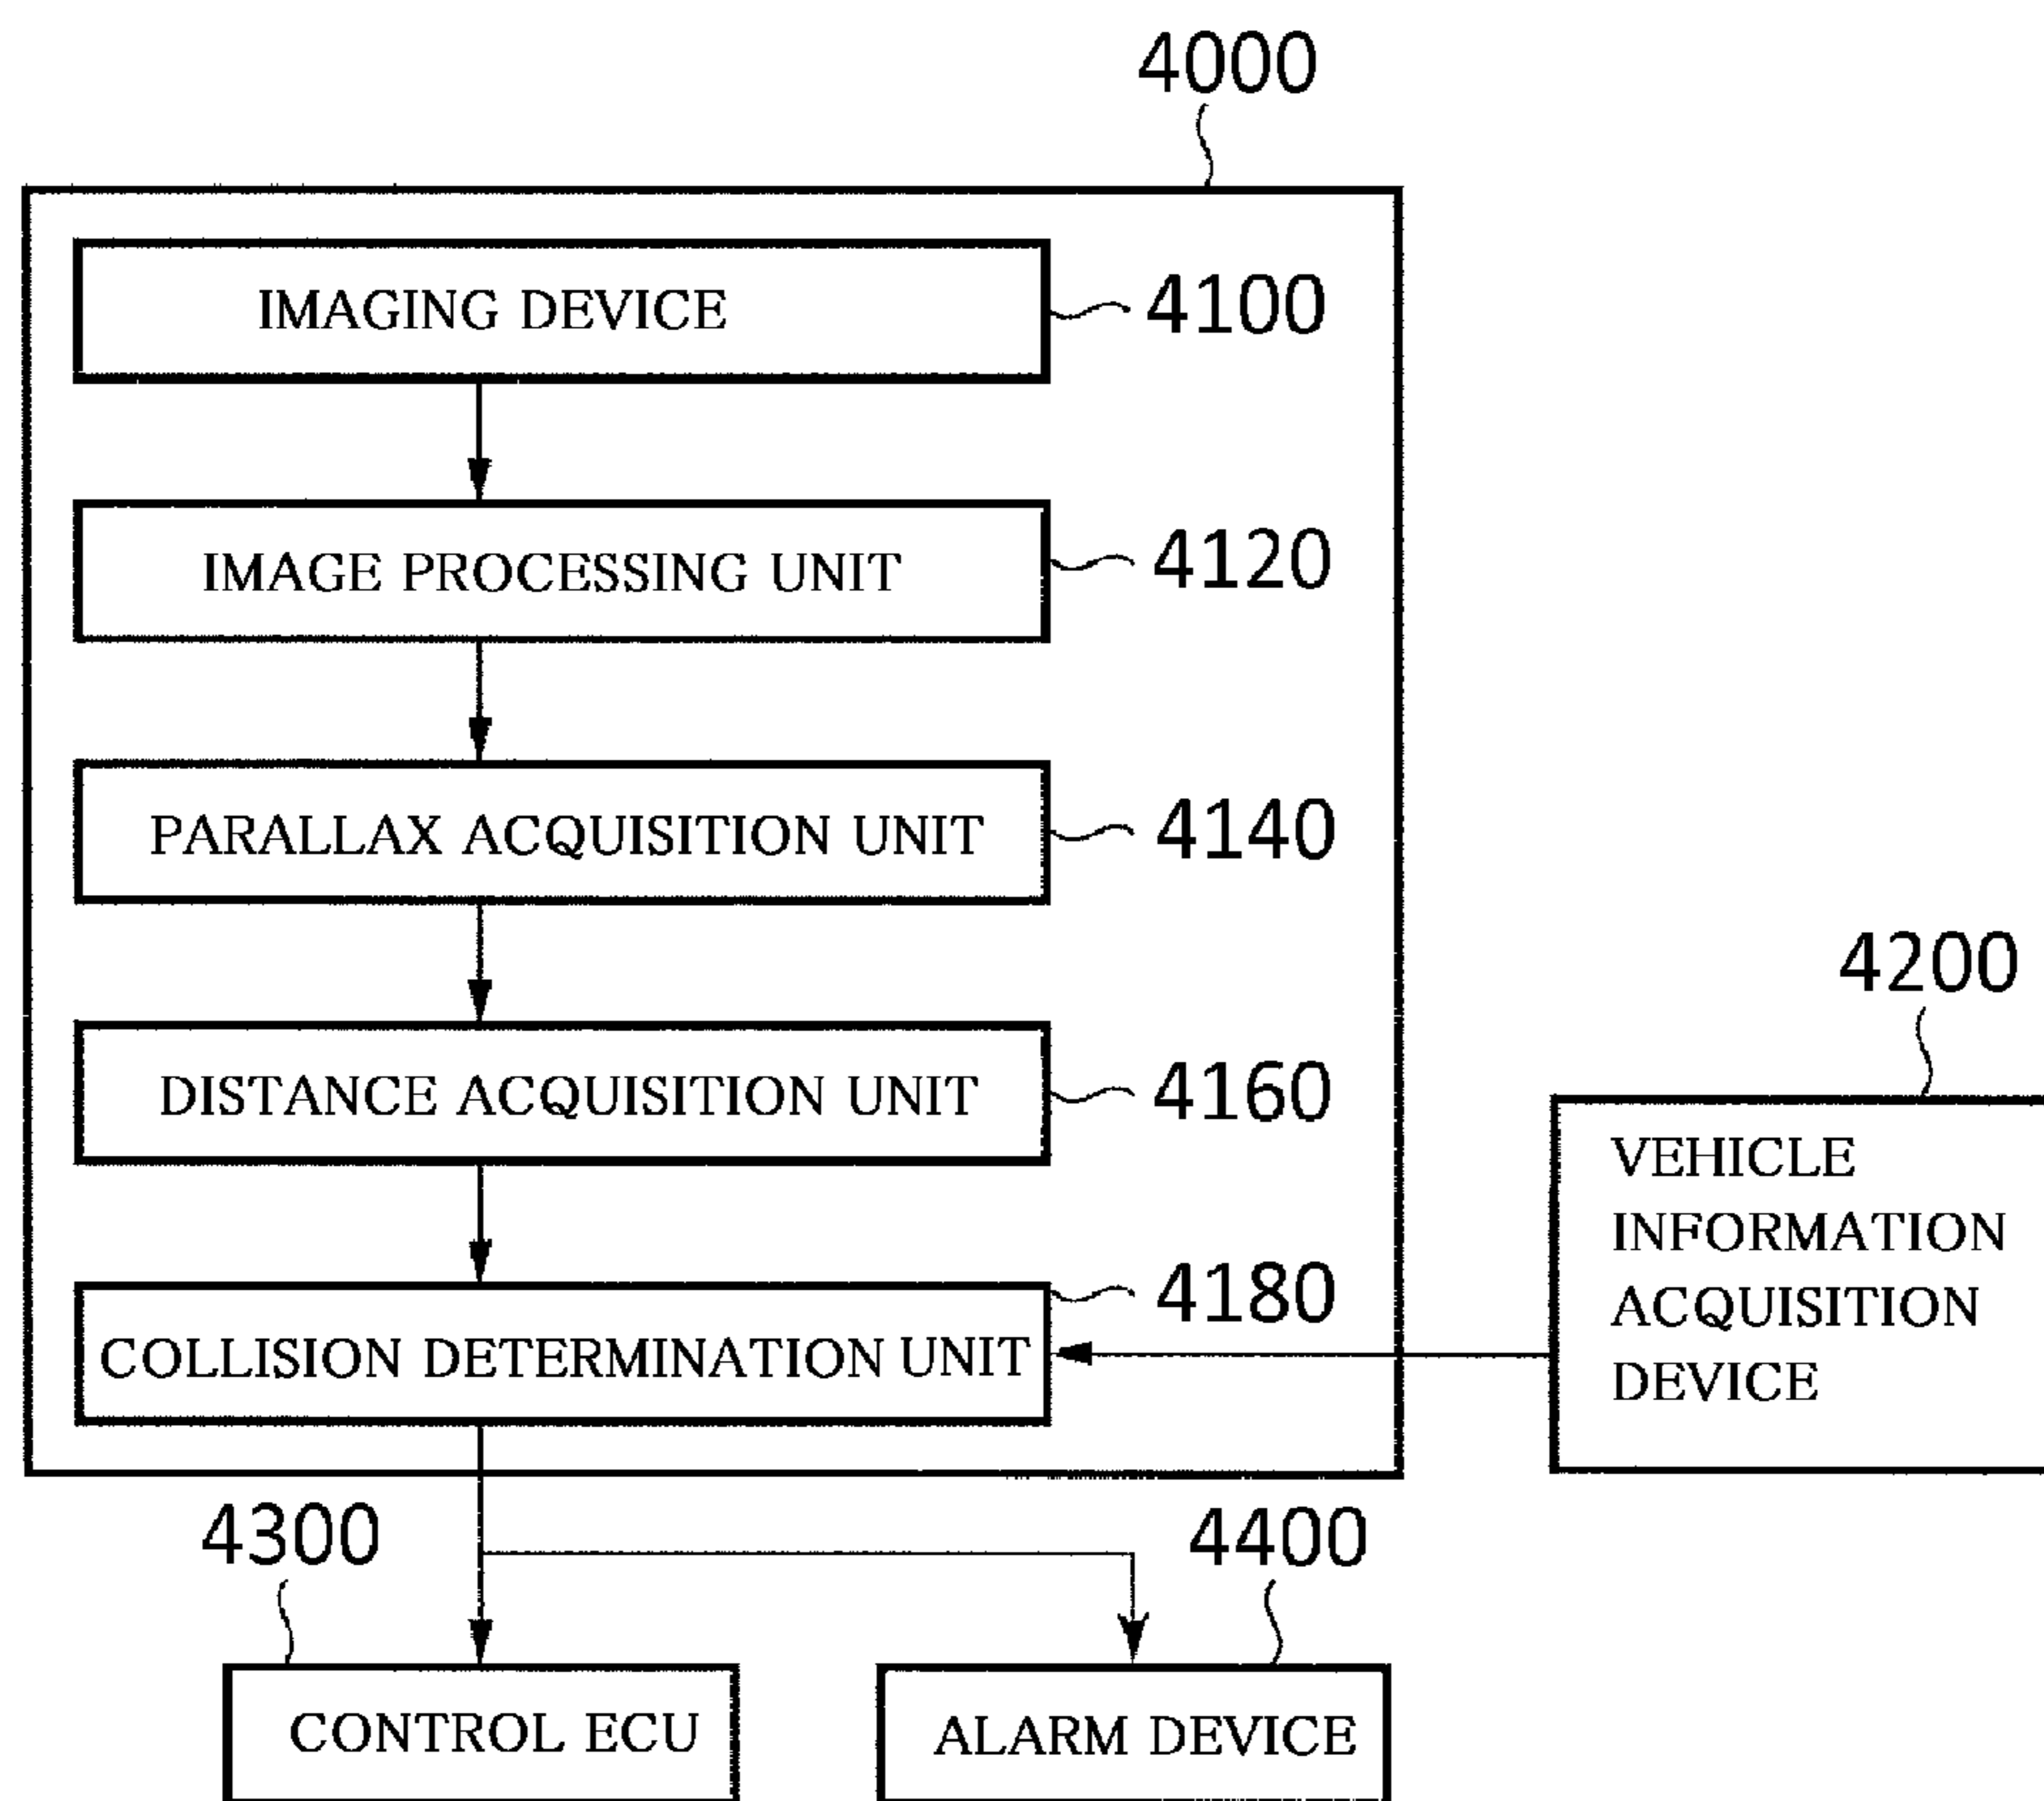 4000
IMAGING DEVICE
4100
IMAGE PROCESSING UNIT
4120
PARALLAX ACQUISITION UNIT
4140
DISTANCE ACQUISITION UNIT
4160
4200
VEHICLE
INFORMATION
ACQUISITION
DEVICE
4180
COLLISION DETERMINATION UNIT
4300
4400
CONTROL ECU
ALARM DEVICE